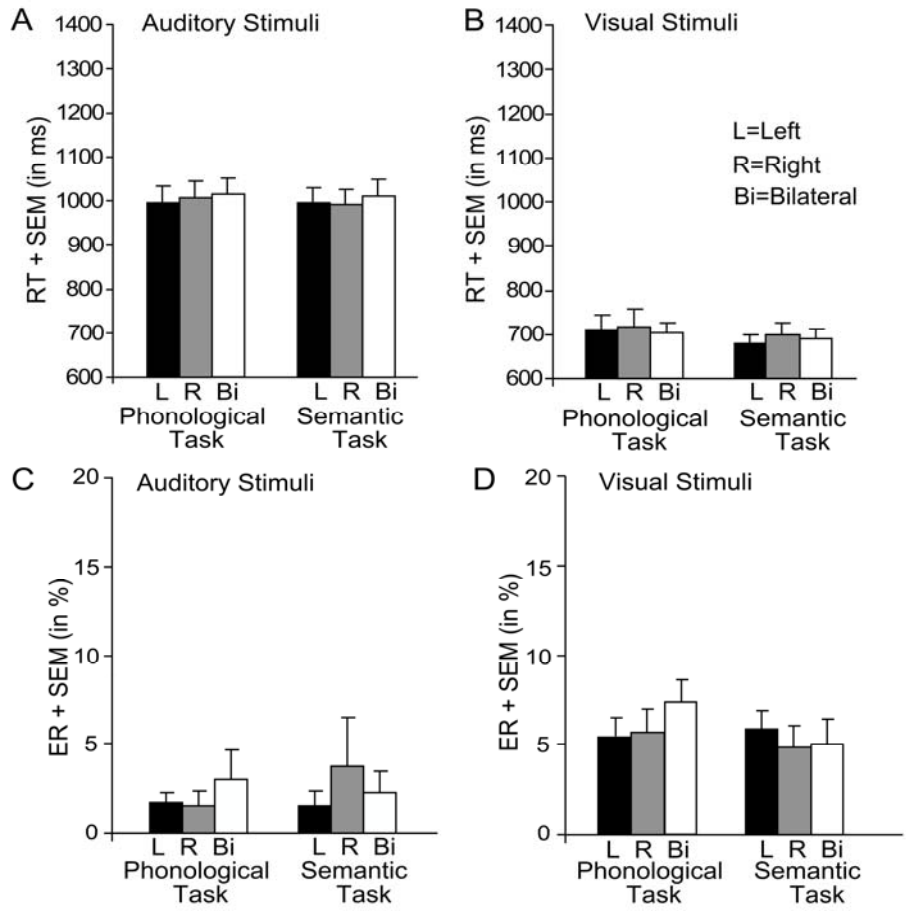 A Auditory Stimuli
RT + SEM (in ms)
1400
1300
1200
1100
1000
900
800
700
600
L R Bi L R Bi
Phonological Semantic
Task Task
B Visual Stimuli
RT + SEM (in ms)
1400
1300
1200
1100
1000
900
800
700
600
L=Left
R=Right
Bi=Bilateral
L R Bi L R Bi
Phonological Semantic
Task Task
C Auditory Stimuli
ER + SEM (in %)
20
15
10
5
0
L R Bi L R Bi
Phonological Semantic
Task Task
D Visual Stimuli
ER + SEM (in %)
20
15
10
5
0
L R Bi L R Bi
Phonological Semantic
Task Task